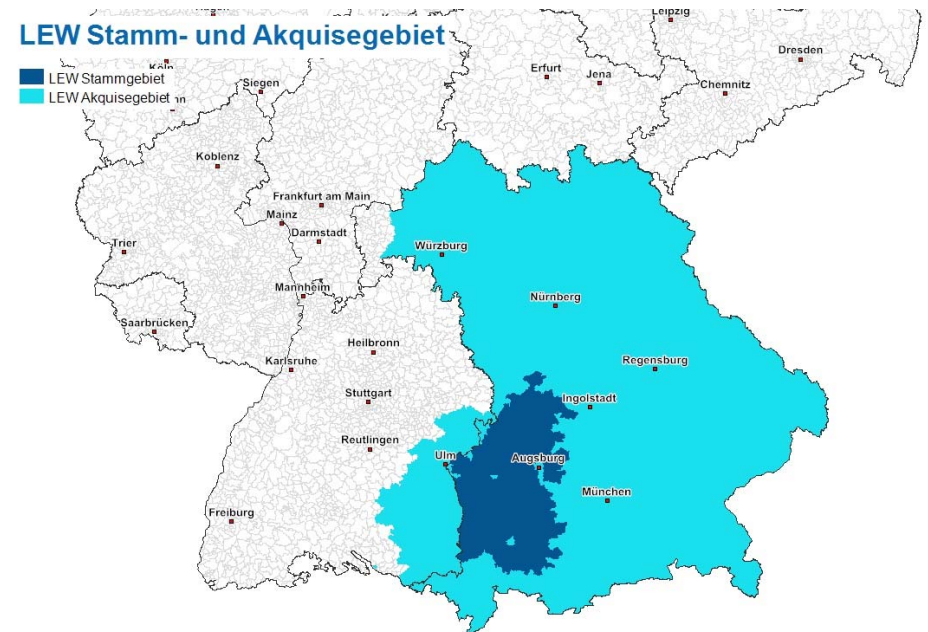 Leipzig
LEW Stamm- und Akquisegebiet
Dresden
LEW Stammgebiet
Siegen
Erfurt
Jena
Chemnitz
LEW Akquisegebiet
Koblenz
Frankfurt am Main
Mainz
Darmstadt
Trier
Würzburg
Mannheim
Nürnberg
Saarbrücken
Heilbronn
Karlsruhe
Regensburg
Stuttgart
Ingolstadt
Reutlingen
Ulm
Augsburg
München
Freiburg